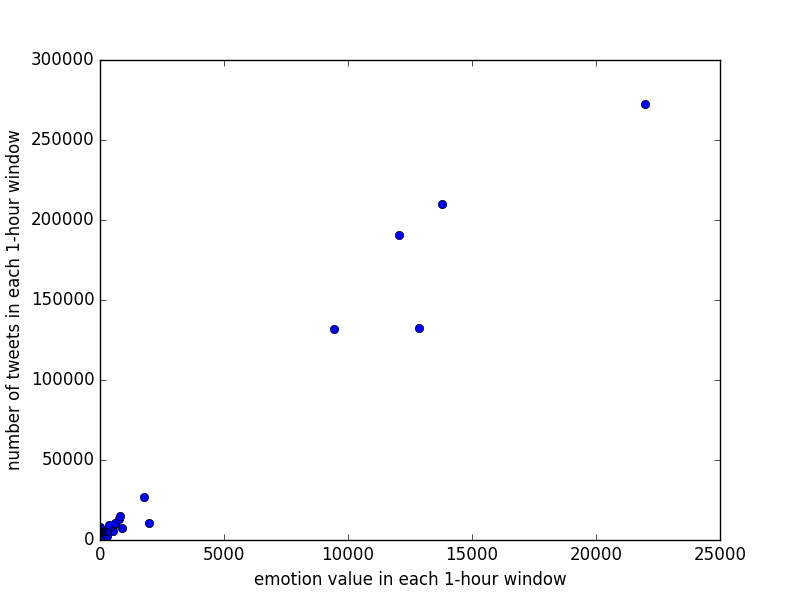 300000
250000
200000
150000
100000
50000
0
number of tweets in each 1-hour window
0 5000 10000 15000 20000 25000
emotion value in each 1-hour window